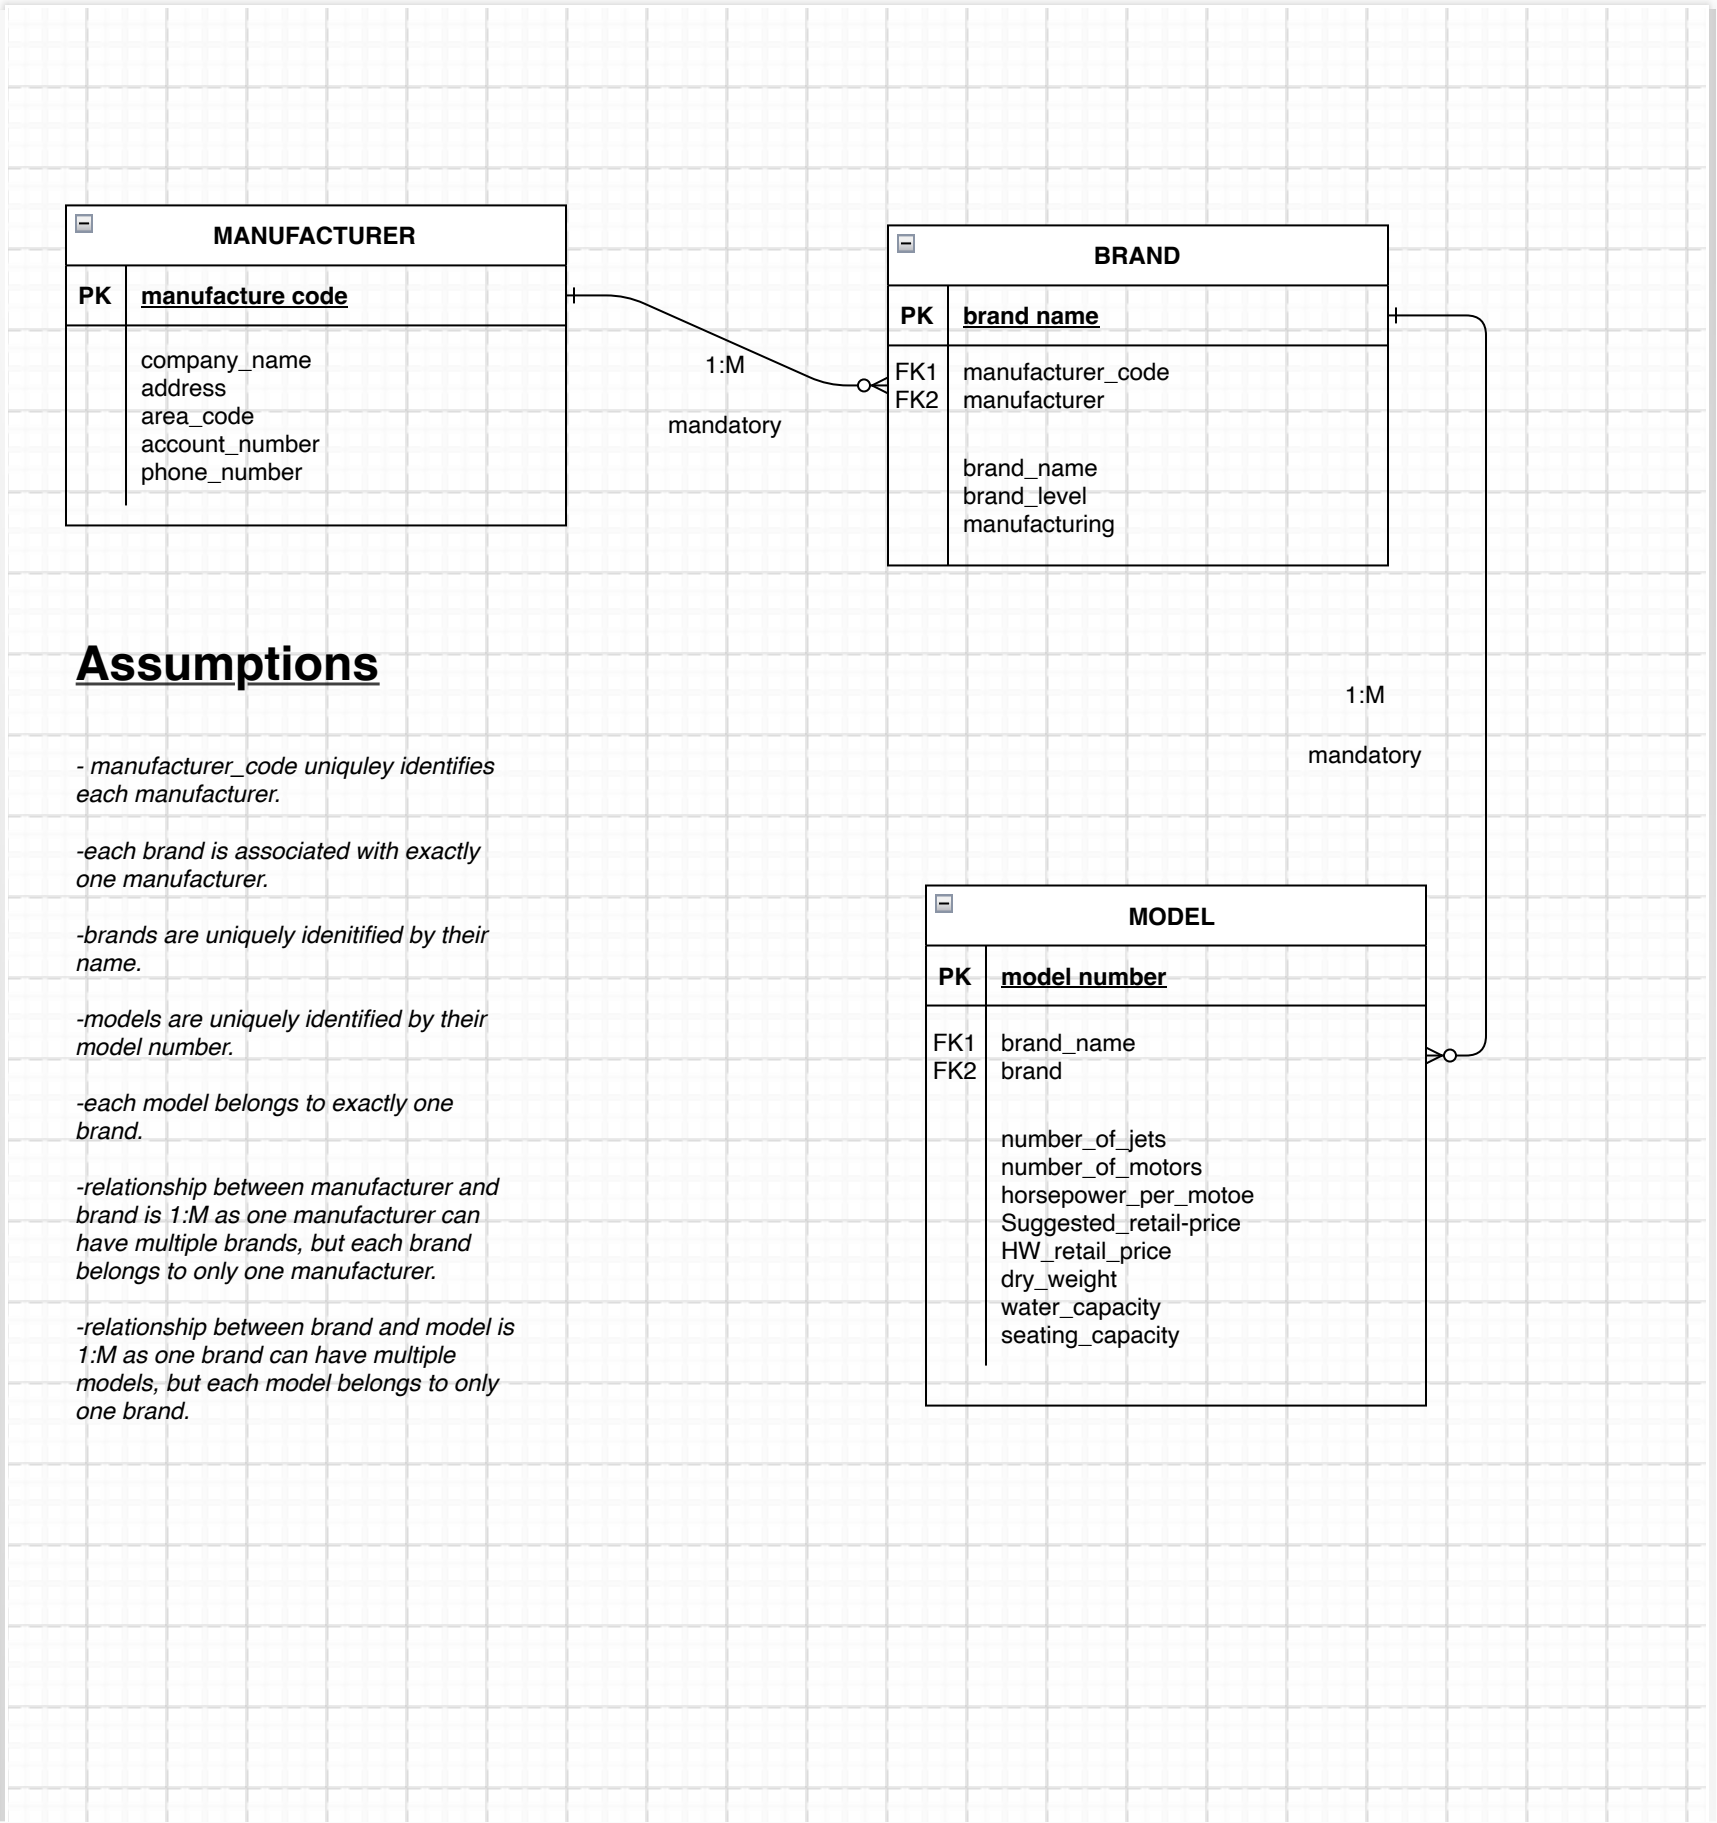 MANUFACTURER
PK manufacture code
company_name
address
area_code
account_number
phone_number
1:M
mandatory
BRAND
PK brand name
FK1 manufacturer_code
FK2 manufacturer
brand_name
brand_level
manufacturing
1:M
mandatory
MODEL
PK model number
FK1 brand_name
FK2 brand
number_of_jets
number_of_motors
horsepower_per_motoe
Suggested_retail-price
HW_retail_price
dry_weight
water_capacity
seating_capacity
Assumptions
- manufacturer_code uniquley identifies
each manufacturer.
-each brand is associated with exactly
one manufacturer.
-brands are uniquely idenitified by their
name.
-models are uniquely identified by their
model number.
-each model belongs to exactly one
brand.
-relationship between manufacturer and
brand is 1:M as one manufacturer can
have multiple brands, but each brand
belongs to only one manufacturer.
-relationship between brand and model is
1:M as one brand can have multiple
models, but each model belongs to only
one brand.